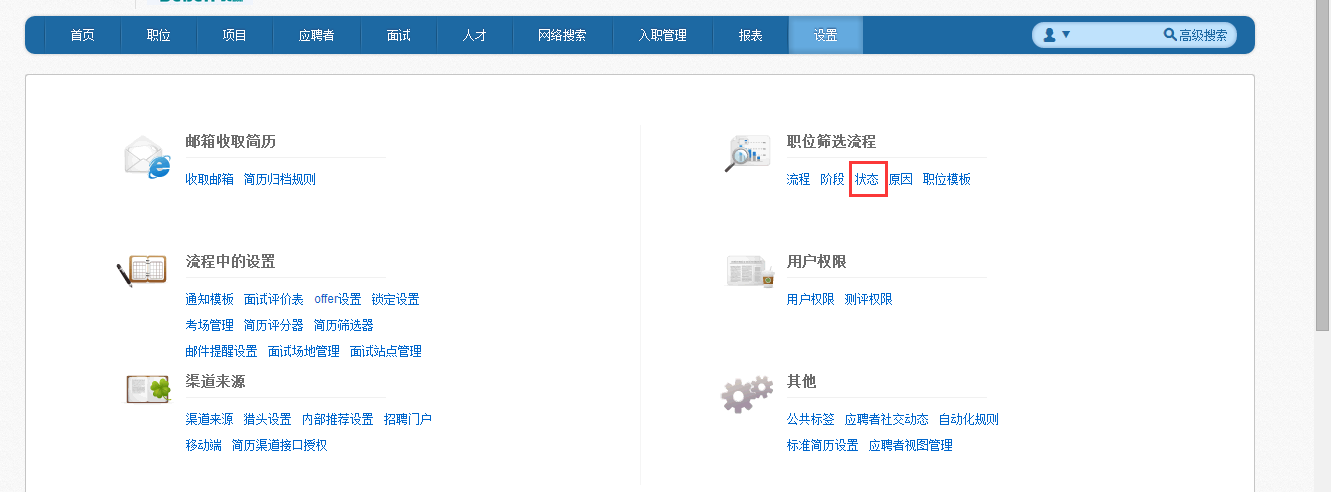 首页 职位 项目 应聘者 面试 人才 网络搜索 入职管理 报表 设置 高级搜索
邮箱收取简历
收取邮箱 简历归档规则
职位筛选流程
流程 阶段 状态 原因 职位模板
流程中的设置
通知模板 面试评价表 offer设置 锁定设置
考场管理 简历评分器 简历筛选器
邮件提醒设置 面试场地管理 面试站点管理
用户权限
用户权限 测评权限
渠道来源
渠道来源 猎头设置 内部推荐设置 招聘门户
移动端 简历渠道接口授权
其他
公共标签 应聘者社交动态 自动化规则
标准简历设置 应聘者视图管理